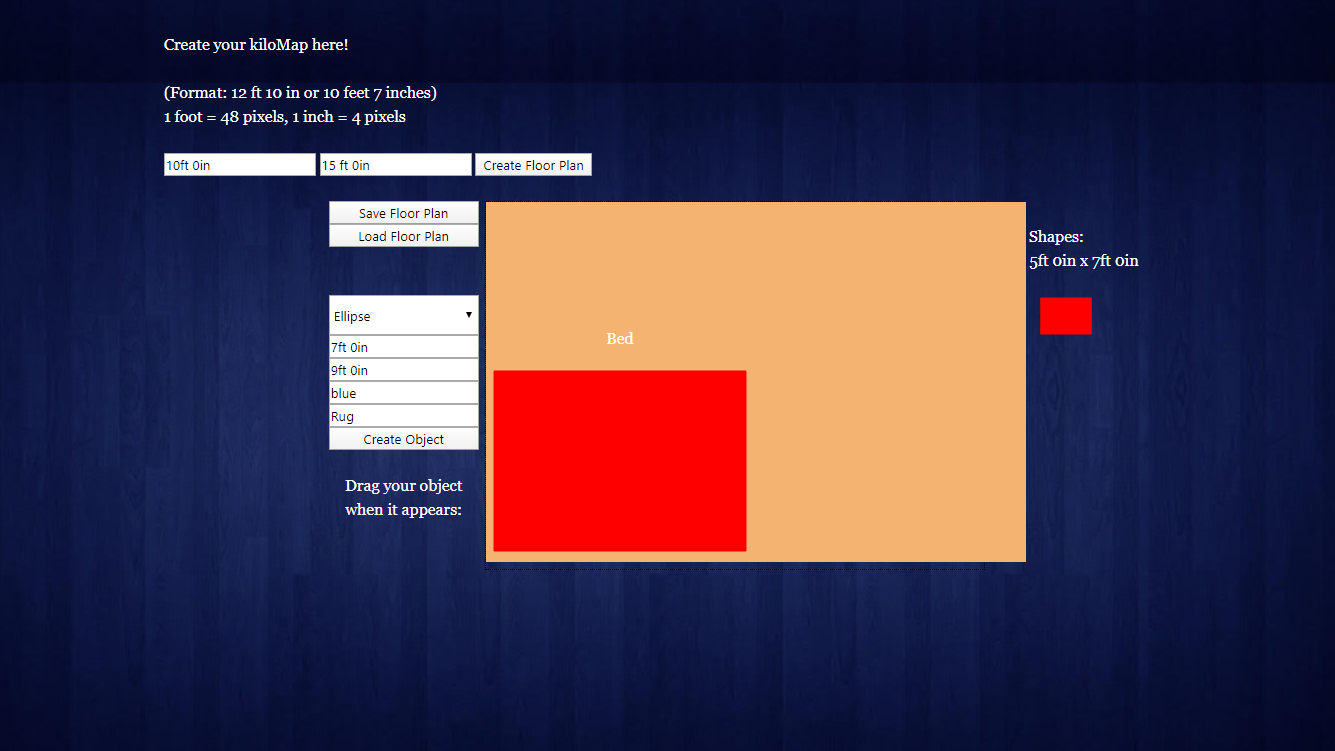 Create your kiloMap here!
(Format: 12 ft 10 in or 10 feet 7 inches)
1 foot = 48 pixels, 1 inch = 4 pixels
10ft 0in 15 ft 0in Create Floor Plan
Save Floor Plan
Load Floor Plan
Shapes:
5ft 0in x 7ft 0in
Ellipse
7ft 0in
9ft 0in
blue
Rug
Create Object
Bed
Drag your object
when it appears: